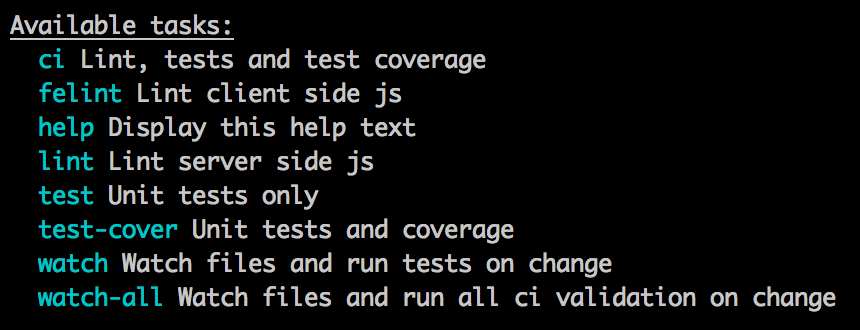 Available tasks:
ci Lint, tests and test coverage
felint Lint client side js
help Display this help text
lint Lint server side js
test Unit tests only
test-cover Unit tests and coverage
watch Watch files and run tests on change
watch-all Watch files and run all ci validation on change